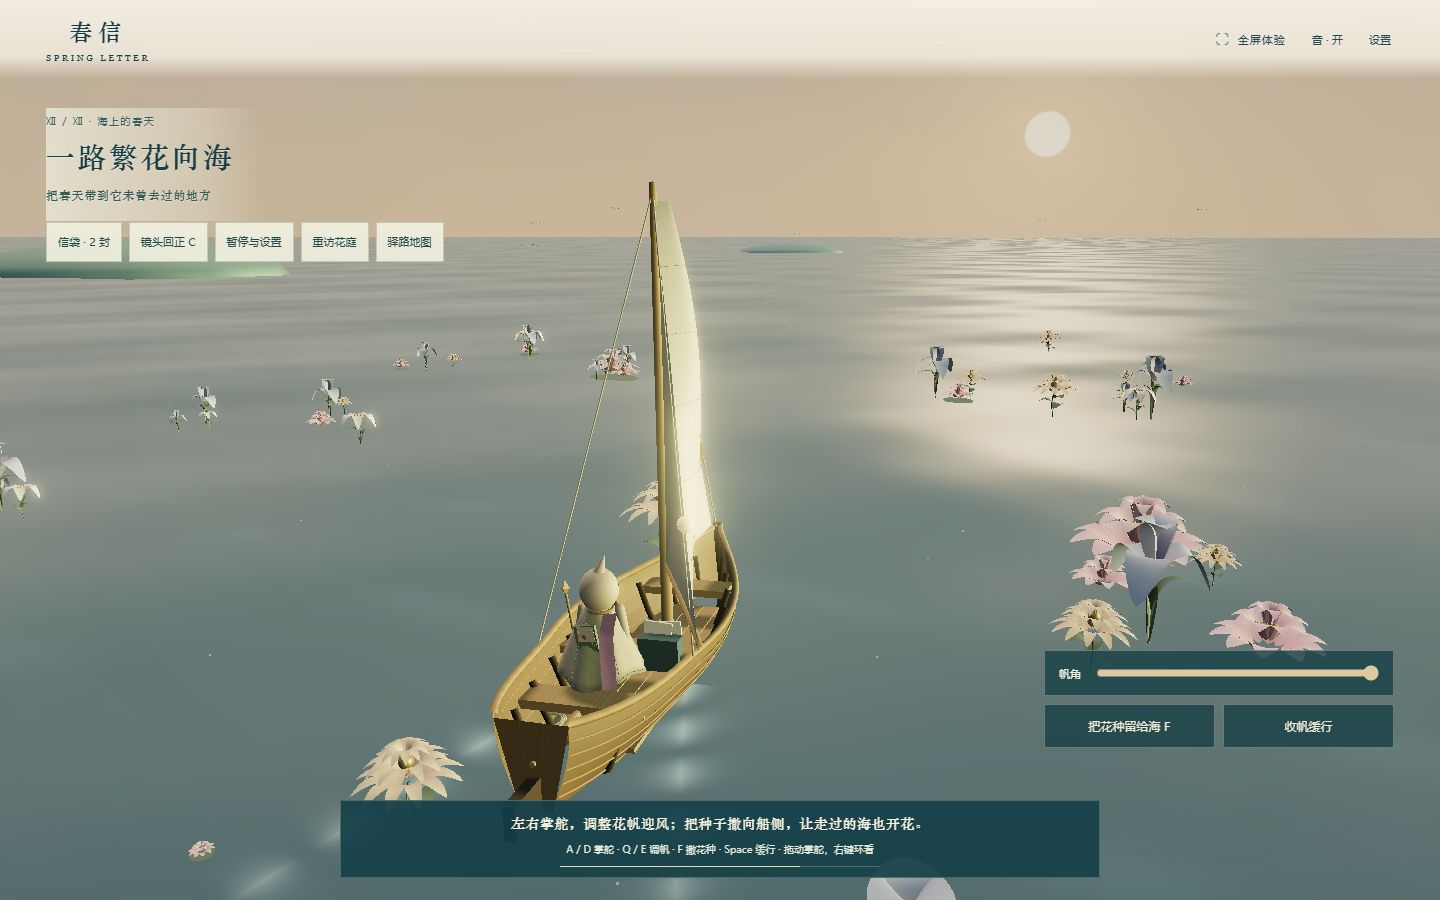 春信
SPRING LETTER
全屏体验
音·开
设置
Ⅻ / Ⅻ · 海上的春天
一路繁花向海
把春天带到它未曾去过的地方
信袋·2 封
镜头回正 C
暂停与设置
重访花庭
驿路地图
帆角
把花种留给海 F
收帆缓行
左右掌舵，调整花帆迎风；把种子撒向船侧，让走过的海也开花。
A / D 掌舵 · Q / E 调帆 · F 撒花种 · Space 缓行 · 拖动掌舵，右键环看